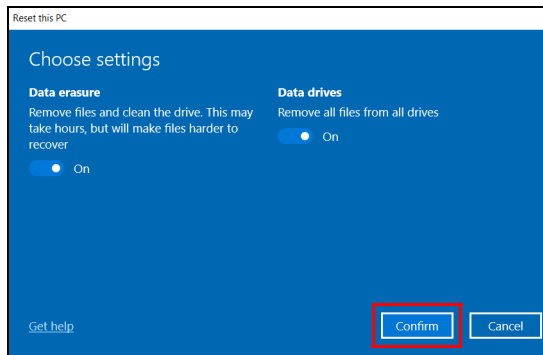 Reset this PC
Choose settings
Data erasure
Remove files and clean the drive. This may
take hours, but will make files harder to
recover
On
Data drives
Remove all files from all drives
On
Get help
Confirm
Cancel